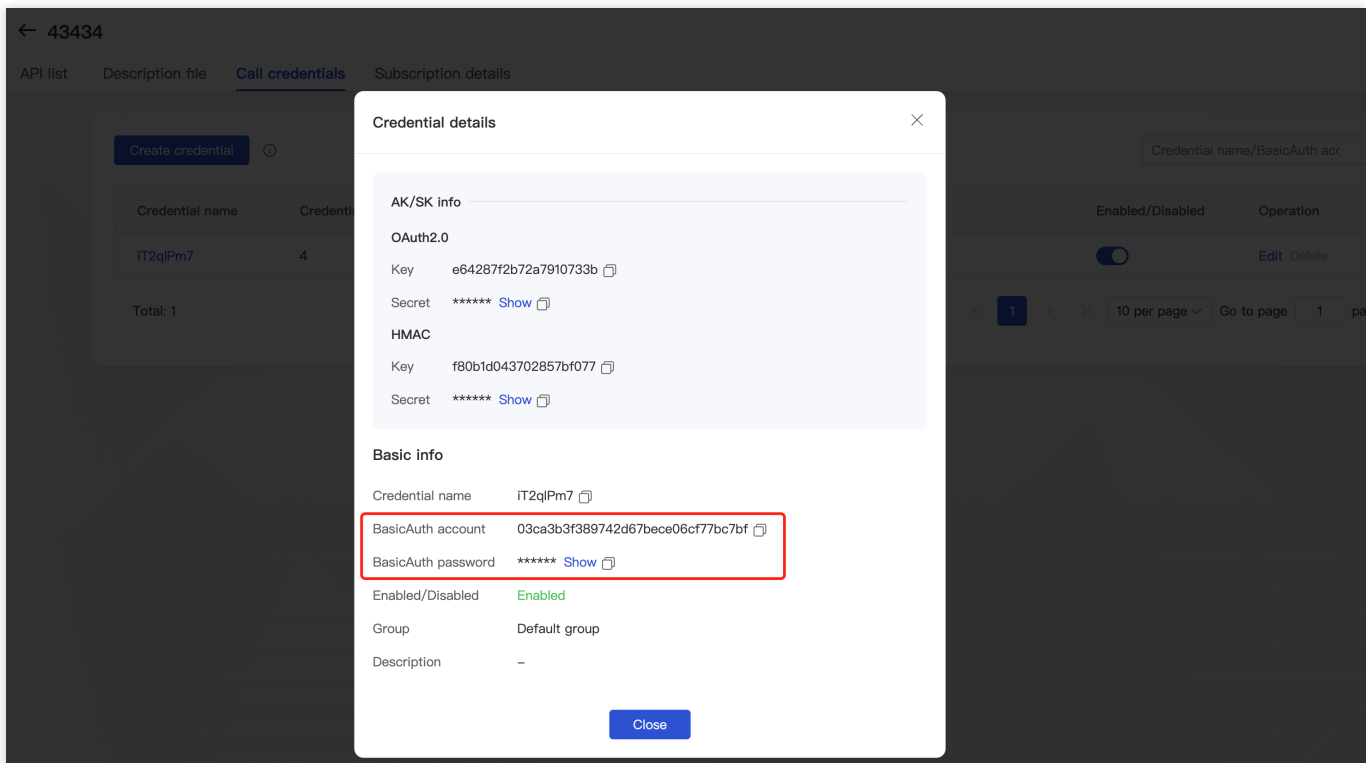 ← 43434
API list Description file Call credentials Subscription details
Credential details
Create credential
Credential name/BasicAuth acc
AK/SK info
Credential name Credentia Enabled/Disabled Operation
OAuth2.0
iT2qlPm7 4 Edit Delete
Key e64287f2b72a7910733b
Secret ****** Show
Total: 1 < 1 > 10 per page Go to page 1 pa
HMAC
Key f80b1d043702857bf077
Secret ****** Show
Basic info
Credential name iT2qlPm7
BasicAuth account 03ca3b3f389742d67bece06cf77bc7bf
BasicAuth password ****** Show
Enabled/Disabled Enabled
Group Default group
Description –
Close